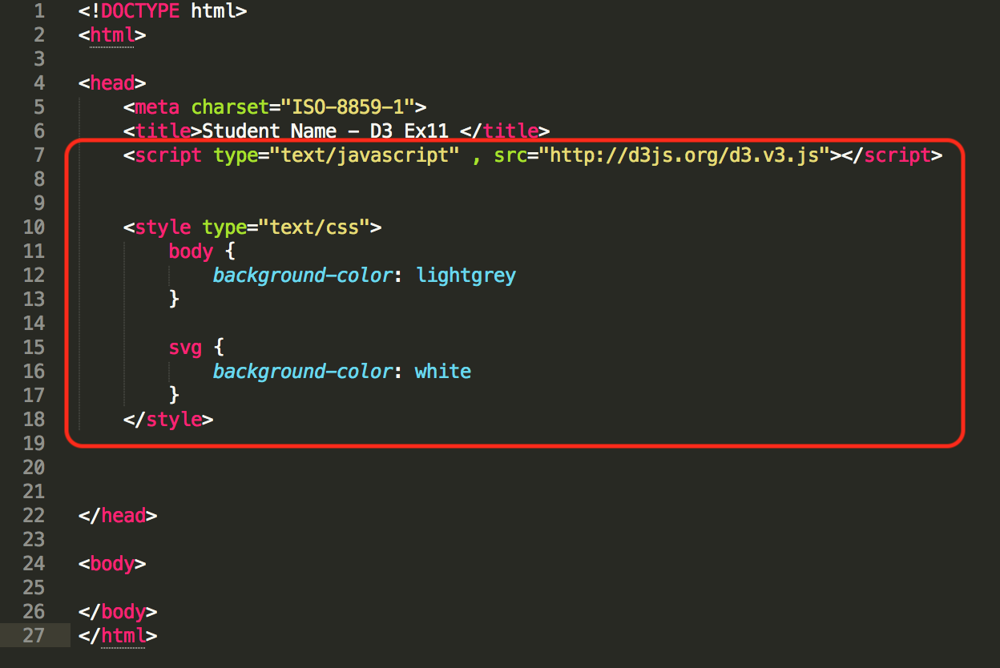 1 <!DOCTYPE html>
2 <html>
3
4 <head>
5     <meta charset="ISO-8859-1">
6     <title>Student Name - D3 Ex11 </title>
7     <script type="text/javascript" , src="http://d3js.org/d3.v3.js"></script>
8
9
10     <style type="text/css">
11         body {
12             background-color: lightgrey
13         }
14
15         svg {
16             background-color: white
17         }
18     </style>
19
20
21
22 </head>
23
24 <body>
25
26 </body>
27 </html>